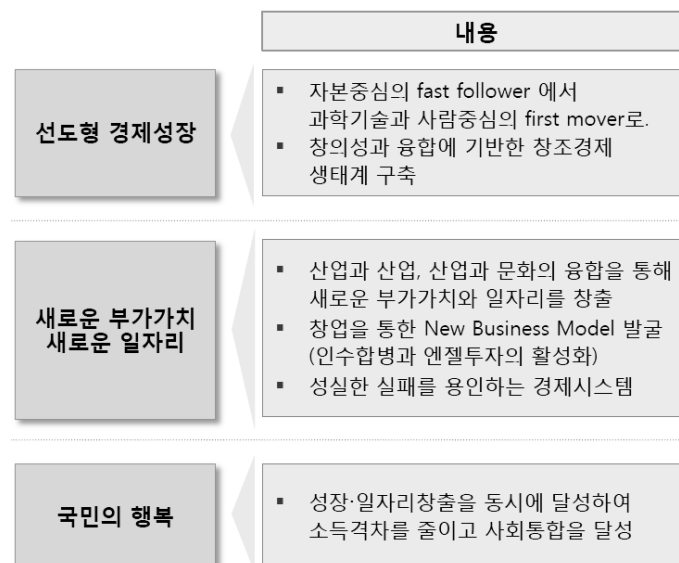 내용
선도형 경제성장
▪ 자본중심의 fast follower 에서
과학기술과 사람중심의 first mover로.
▪ 창의성과 융합에 기반한 창조경제
생태계 구축
새로운 부가가치
새로운 일자리
▪ 산업과 산업, 산업과 문화의 융합을 통해
새로운 부가가치와 일자리를 창출
▪ 창업을 통한 New Business Model 발굴
(인수합병과 엔젤투자의 활성화)
▪ 성실한 실패를 용인하는 경제시스템
국민의 행복
▪ 성장·일자리창출을 동시에 달성하여
소득격차를 줄이고 사회통합을 달성